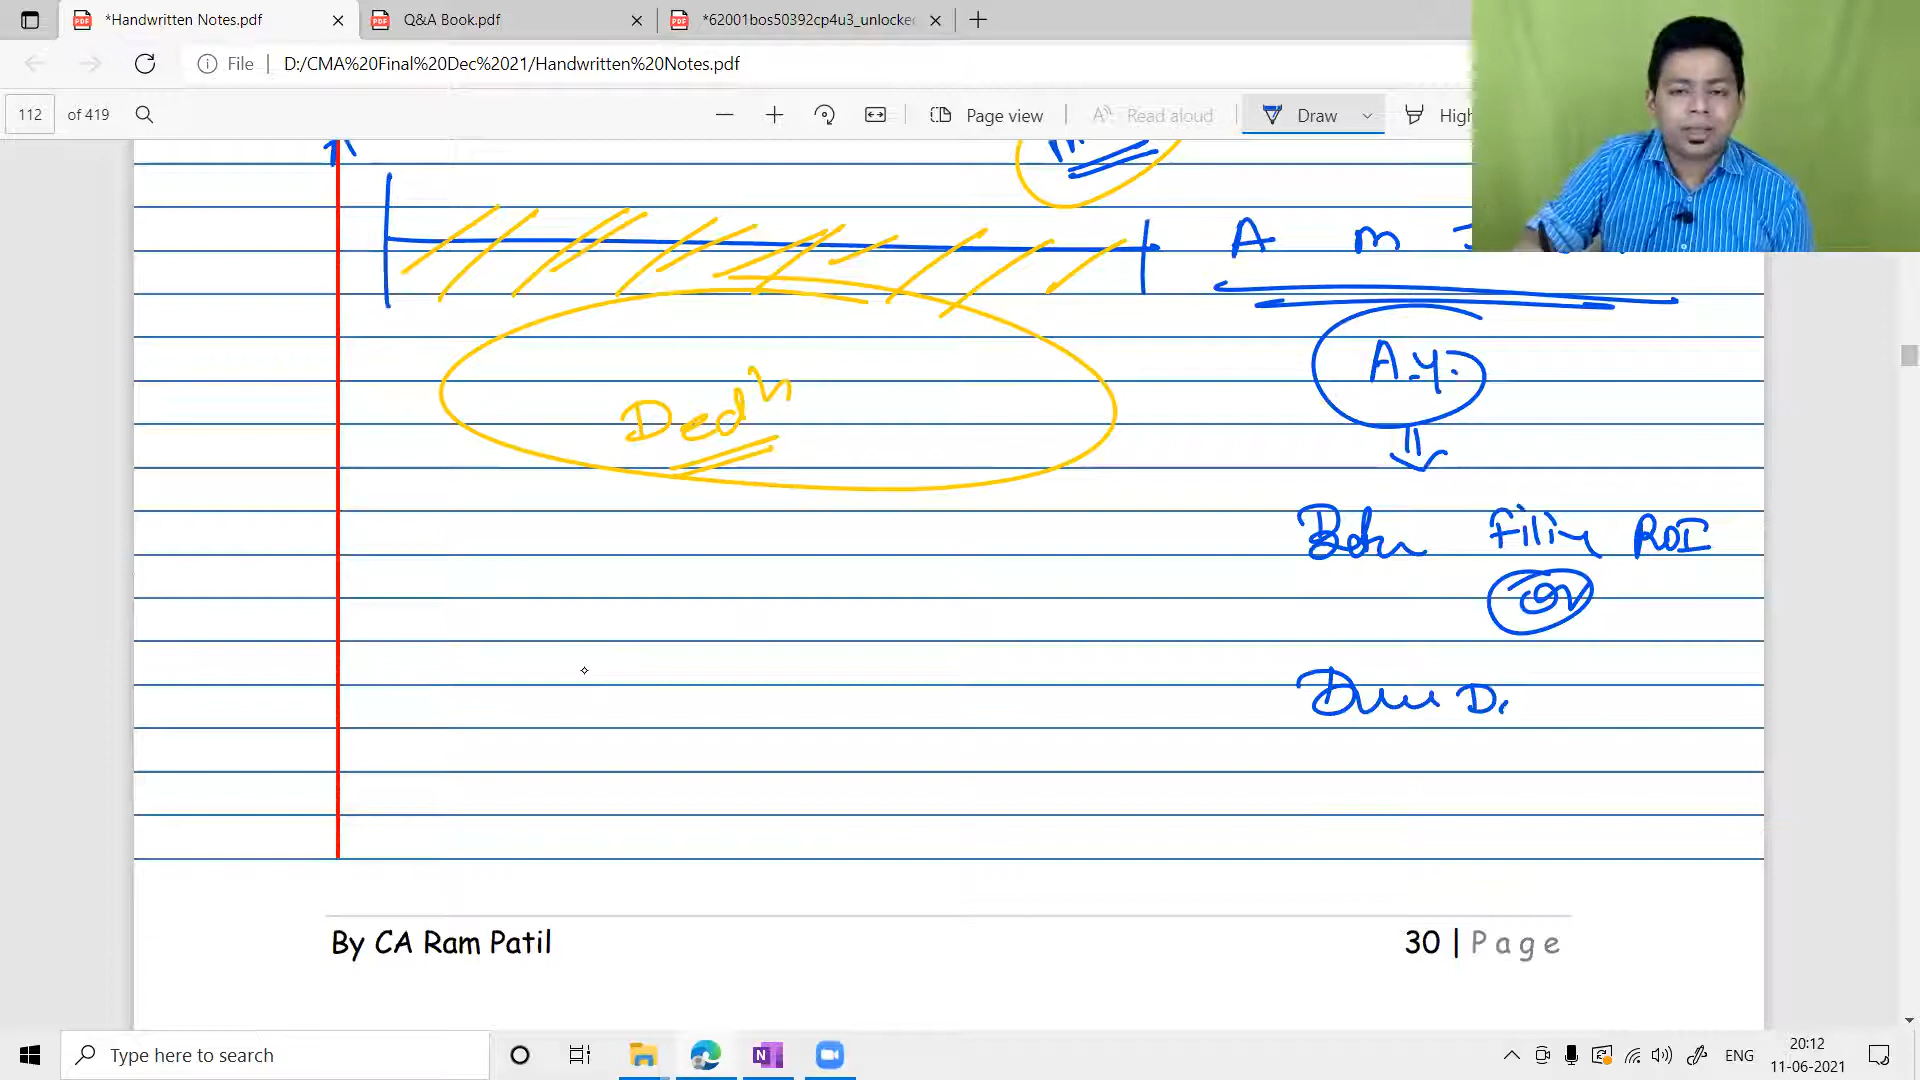 *Handwritten Notes.pdf
Q&A Book.pdf
*62001bos50392cp4u3_unlocke
File
D:/CMA%20Final%20Dec%2021/Handwritten%20Notes.pdf
112 of 419
Page view
Read aloud
Draw
High
A m
A.Y.
Dedn
Filing ROI
or
Due D
By CA Ram Patil
30 | Page
Type here to search
ENG
20:12
11-06-2021